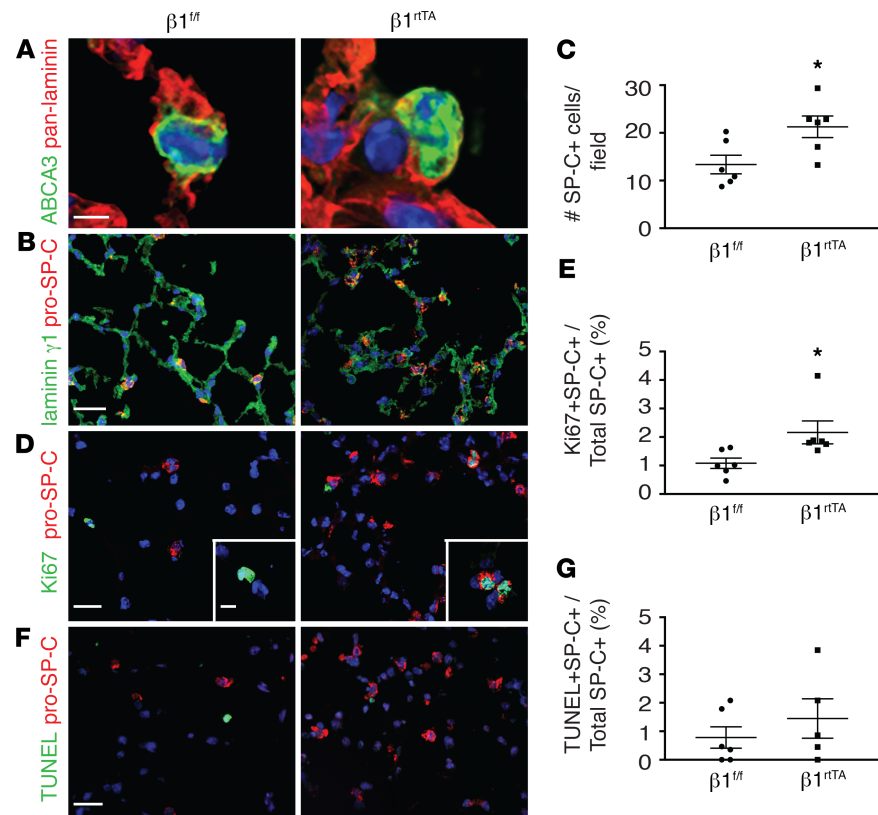 β1f/f
β1rtTA
A
ABCA3 pan-laminin
B
laminin γ1 pro-SP-C
D
Ki67 pro-SP-C
F
TUNEL pro-SP-C
C
# SP-C+ cells/
field
30
20
10
0
*
β1f/f
β1rtTA
E
Ki67+SP-C+ /
Total SP-C+ (%)
5
4
3
2
1
0
*
β1f/f
β1rtTA
G
TUNEL+SP-C+ /
Total SP-C+ (%)
5
4
3
2
1
0
β1f/f
β1rtTA